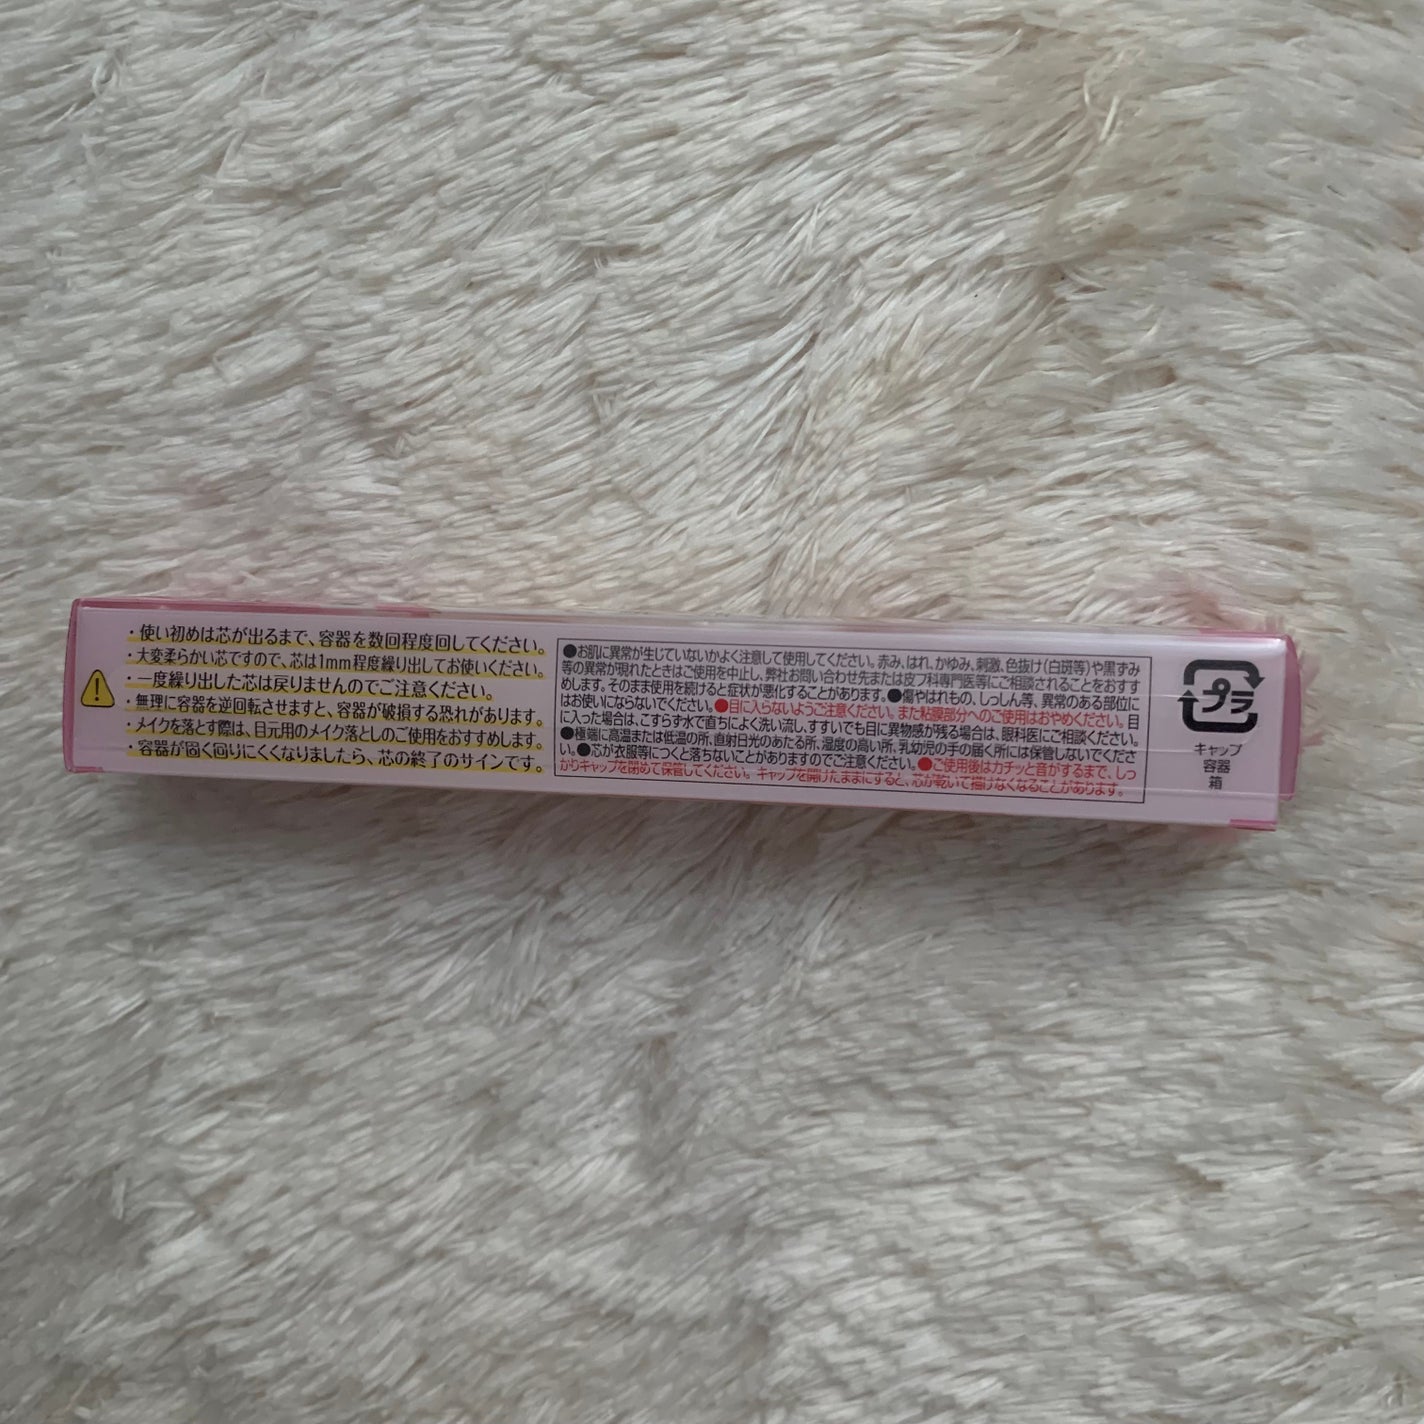 ・使い初めは芯が出るまで、容器を数回程度回してください。
・大変柔らかい芯ですので、芯は1mm程度繰り出してお使いください。
・一度繰り出した芯は戻りませんのでご注意ください。
・無理に容器を逆回転させますと、容器が破損する恐れがあります。
・メイクを落とす際は、目元用のメイク落としのご使用をおすすめします。
・容器が固く回りにくくなりましたら、芯の終了のサインです。
●お肌に異常が生じていないかよく注意して使用してください。赤み、はれ、かゆみ、刺激、色抜け(白斑等)や黒ずみ
等の異常が現れたときはご使用を中止し、弊社お問い合わせ先または皮フ科専門医等にご相談されることをおすす
めします。そのまま使用を続けると症状が悪化することがあります。●傷やはれもの、しっしん等、異常のある部位に
はお使いにならないでください。●目に入らないようご注意ください。また粘膜部分へのご使用はおやめください。目
に入った場合は、こすらず水で直ちによく洗い流し、すすいでも目に異物感が残る場合は、眼科医にご相談ください。
●極端に高温または低温の所、直射日光のあたる所、湿度の高い所、乳幼児の手の届く所には保管しないでくださ
い。●芯が衣服等につくと落ちないことがありますのでご注意ください。●ご使用後はカチッと音がするまで、しっ
かりキャップを閉めて保管してください。キャップを開けたままにすると、芯が乾いて描けなくなることがあります。
プラ
キャップ
容器
箱